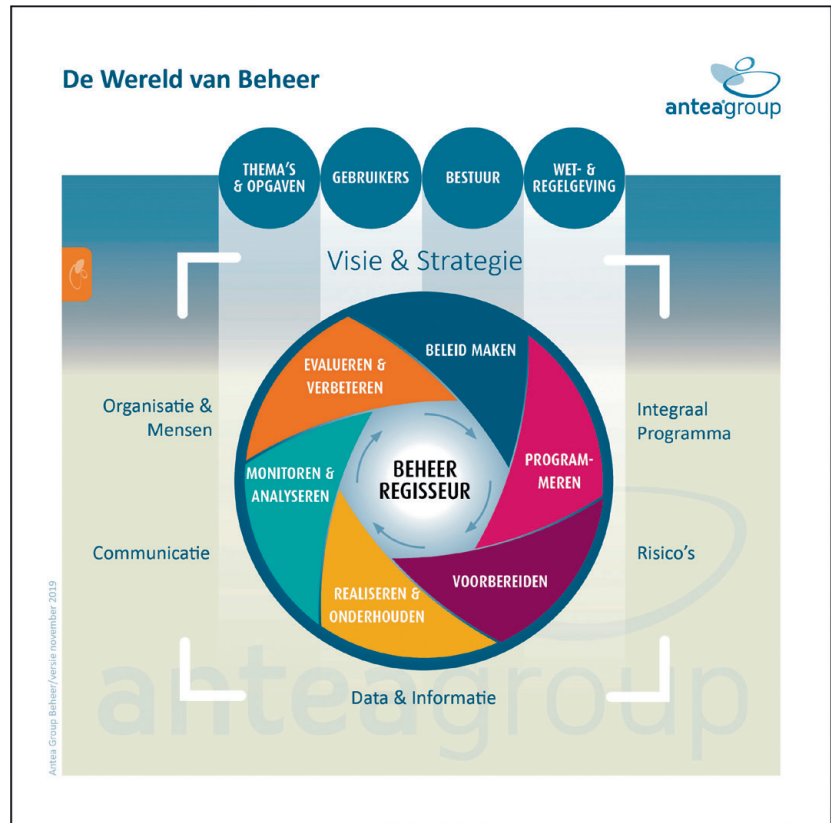 De Wereld van Beheer
anteagroup
THEMA'S
& OPGAVEN
GEBRUIKERS
BESTUUR
WET- &
REGELGEVING
Visie & Strategie
BELEID MAKEN
EVALUEREN &
VERBETEREN
Organisatie &
Mensen
Integraal
Programma
PROGRAM-
MEREN
BEHEER
REGISSEUR
MONITOREN &
ANALYSEREN
Communicatie
Risico's
VOORBEREIDEN
REALISEREN &
ONDERHOUDEN
Data & Informatie
anteagroup
Antea Group Beheer/versie november 2019